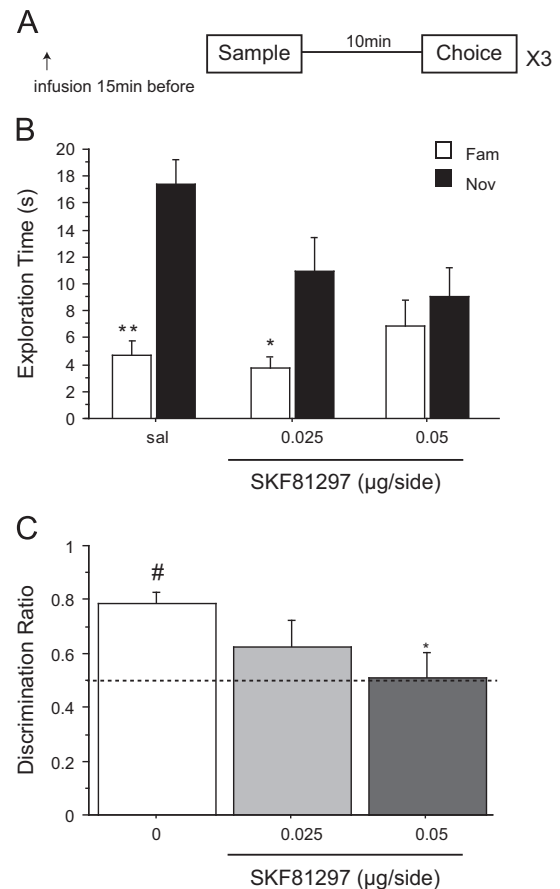 A
Sample
10min
Choice
X3
infusion 15min before
B
Exploration Time (s)
20
18
16
14
12
10
8
6
4
2
0
Fam
Nov
**
*
sal
0.025
0.05
SKF81297 (μg/side)
C
Discrimination Ratio
1
0.8
0.6
0.4
0.2
0
#
*
0
0.025
0.05
SKF81297 (μg/side)